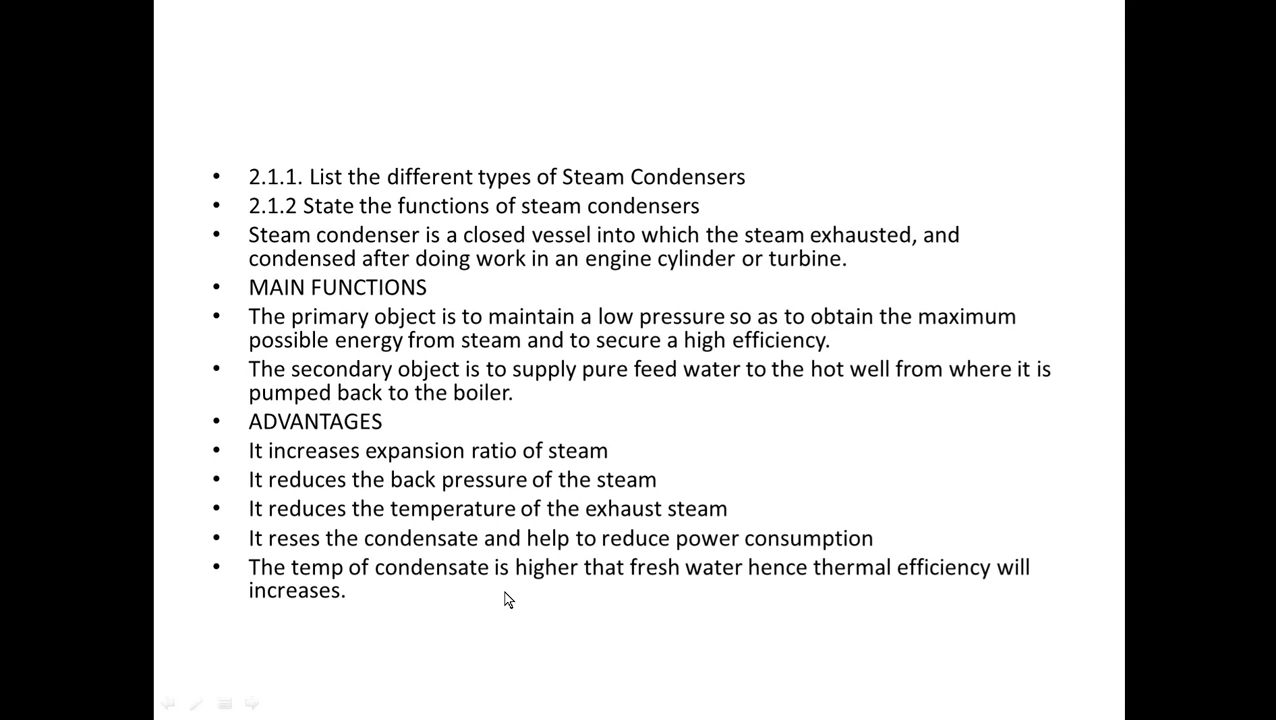 • 2.1.1. List the different types of Steam Condensers
• 2.1.2 State the functions of steam condensers
• Steam condenser is a closed vessel into which the steam exhausted, and
condensed after doing work in an engine cylinder or turbine.
• MAIN FUNCTIONS
• The primary object is to maintain a low pressure so as to obtain the maximum
possible energy from steam and to secure a high efficiency.
• The secondary object is to supply pure feed water to the hot well from where it is
pumped back to the boiler.
• ADVANTAGES
• It increases expansion ratio of steam
• It reduces the back pressure of the steam
• It reduces the temperature of the exhaust steam
• It reses the condensate and help to reduce power consumption
• The temp of condensate is higher that fresh water hence thermal efficiency will
increases.